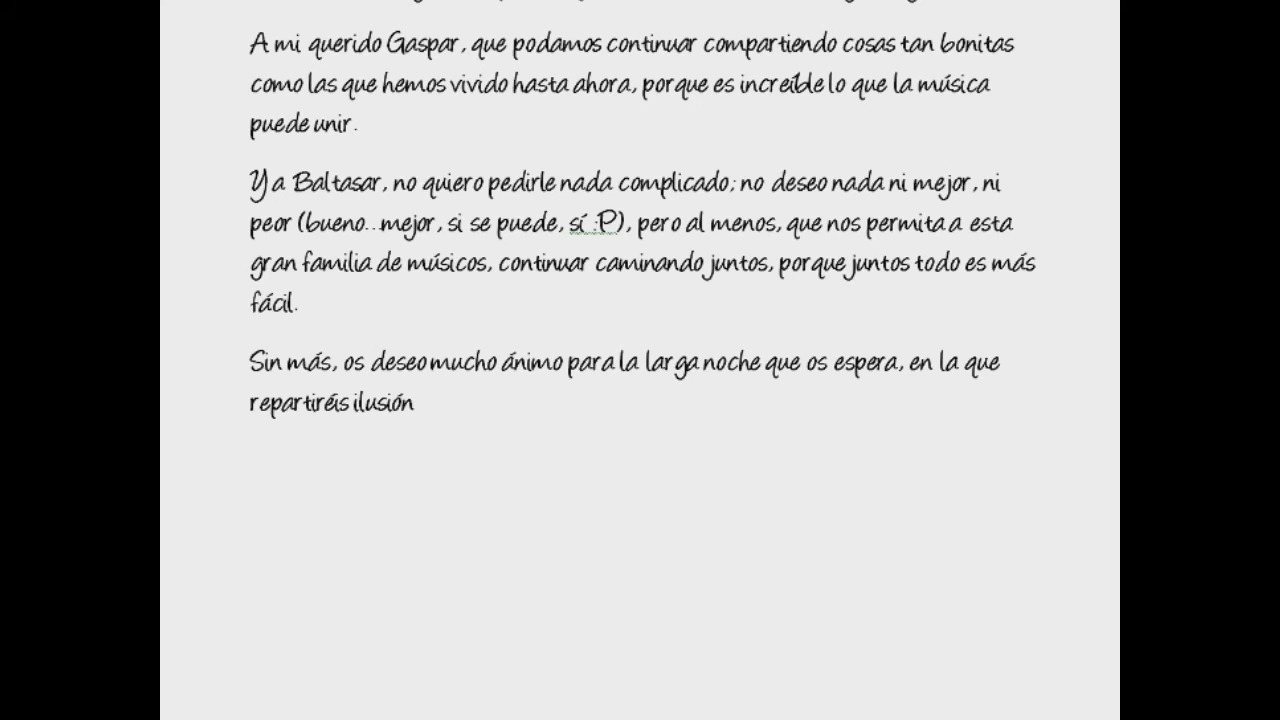 A mi querido Gaspar, que podamos continuar compartiendo cosas tan bonitas
como las que hemos vivido hasta ahora, porque es increíble lo que la música
puede unir.
Y a Baltasar, no quiero pedirle nada complicado; no deseo nada ni mejor, ni
peor (bueno...mejor, si se puede, sí :P), pero al menos, que nos permita a esta
gran familia de músicos, continuar caminando juntos, porque juntos todo es más
fácil.
Sin más, os deseo mucho ánimo para la larga noche que os espera, en la que
repartiréis ilusión